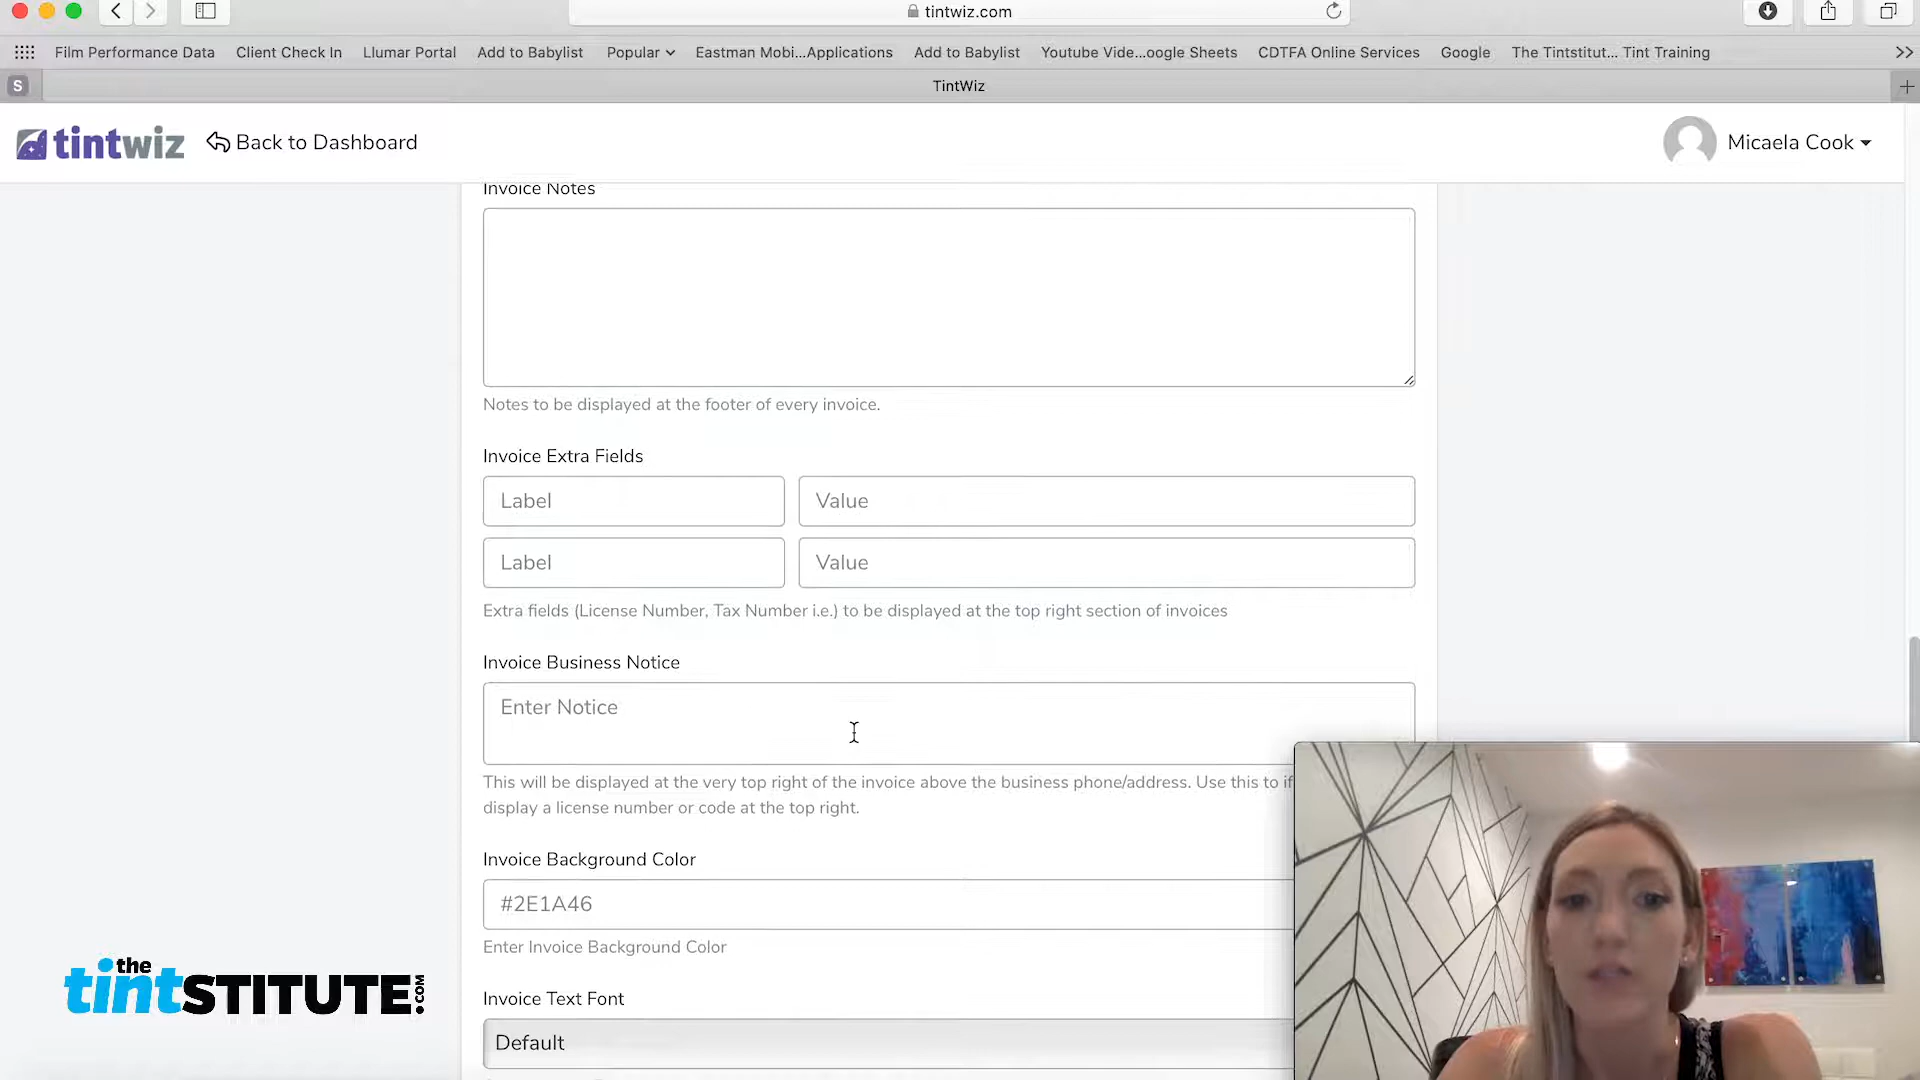 tintwiz.com
Film Performance Data Client Check In Llumar Portal Add to Babylist Popular Eastman Mobi...Applications Add to Babylist Youtube Vide...oogle Sheets CDTFA Online Services Google The Tintstitut... Tint Training
S TintWiz
tintwiz Back to Dashboard Micaela Cook
Invoice Notes
Notes to be displayed at the footer of every invoice.
Invoice Extra Fields
Label Value
Label Value
Extra fields (License Number, Tax Number i.e.) to be displayed at the top right section of invoices
Invoice Business Notice
Enter Notice
This will be displayed at the very top right of the invoice above the business phone/address. Use this to if
display a license number or code at the top right.
Invoice Background Color
#2E1A46
Enter Invoice Background Color
Invoice Text Font
Default
the
tintSTITUTE.COM